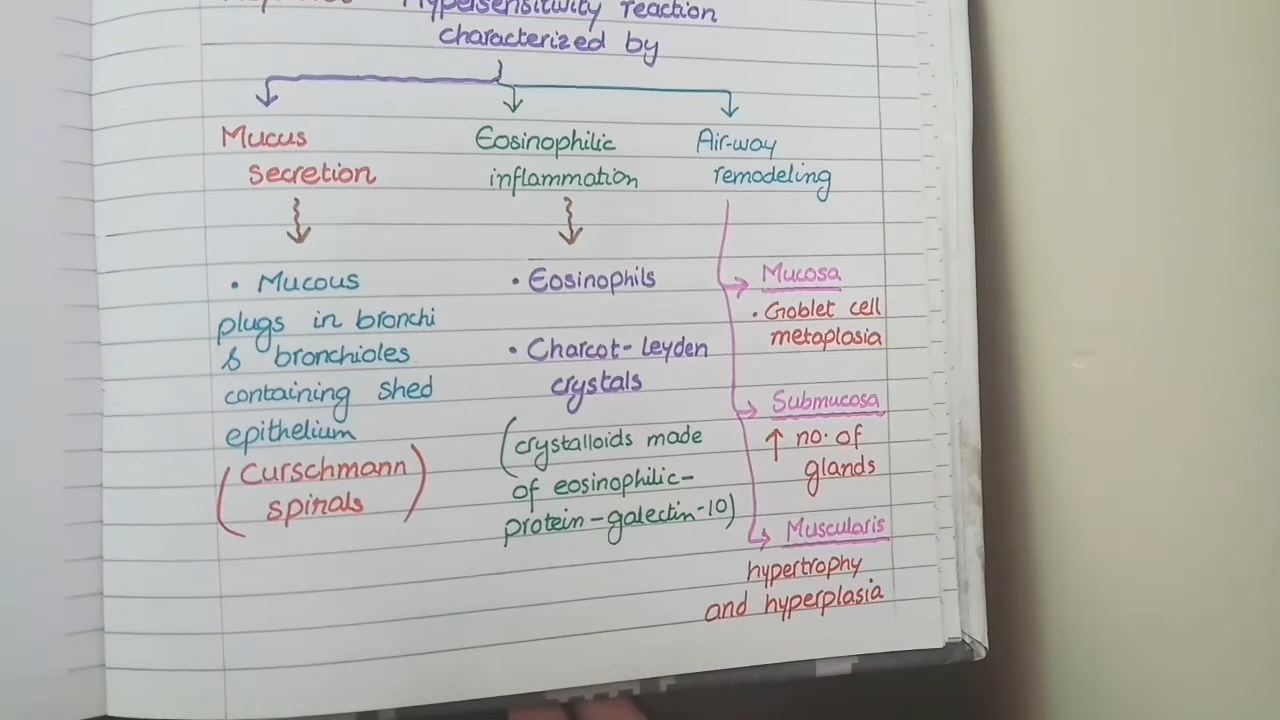 Hypersensitivity reaction
characterized by
Mucus
secretion
• Mucous
plugs in bronchi
& bronchioles
containing shed
epithelium
(Curschmann
spirals)
Eosinophilic
inflammation
• Eosinophils
• Charcot-Leyden
crystals
(crystalloids made
of eosinophilic-
protein-galectin-10)
Air-way
remodeling
Mucosa
• Goblet cell
metaplasia
Submucosa
↑ no. of
glands
Muscularis
hypertrophy
and hyperplasia